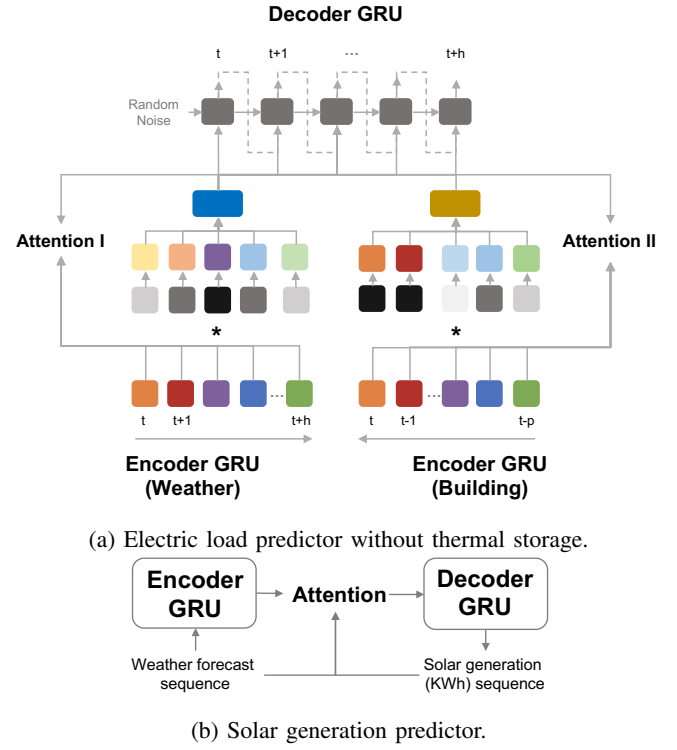 Decoder GRU
t t+1 ... t+h
Random
Noise
Attention I Attention II
* *
... ...
t t+1 t+h t t-1 t-p
Encoder GRU Encoder GRU
(Weather) (Building)
(a) Electric load predictor without thermal storage.
Encoder Decoder
GRU Attention GRU
Weather forecast Solar generation
sequence (KWh) sequence
(b) Solar generation predictor.